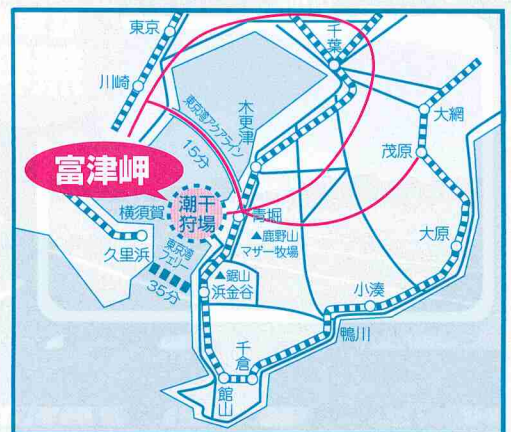 東京
千葉
川崎
木更津
大網
東京湾アクアライン
15分
茂原
富津岬
横須賀
潮干
狩場
青堀
▲鹿野山
マザー牧場
大原
久里浜
東京湾
フェリー
35分
▲鋸山
浜金谷
小湊
鴨川
千倉
館山